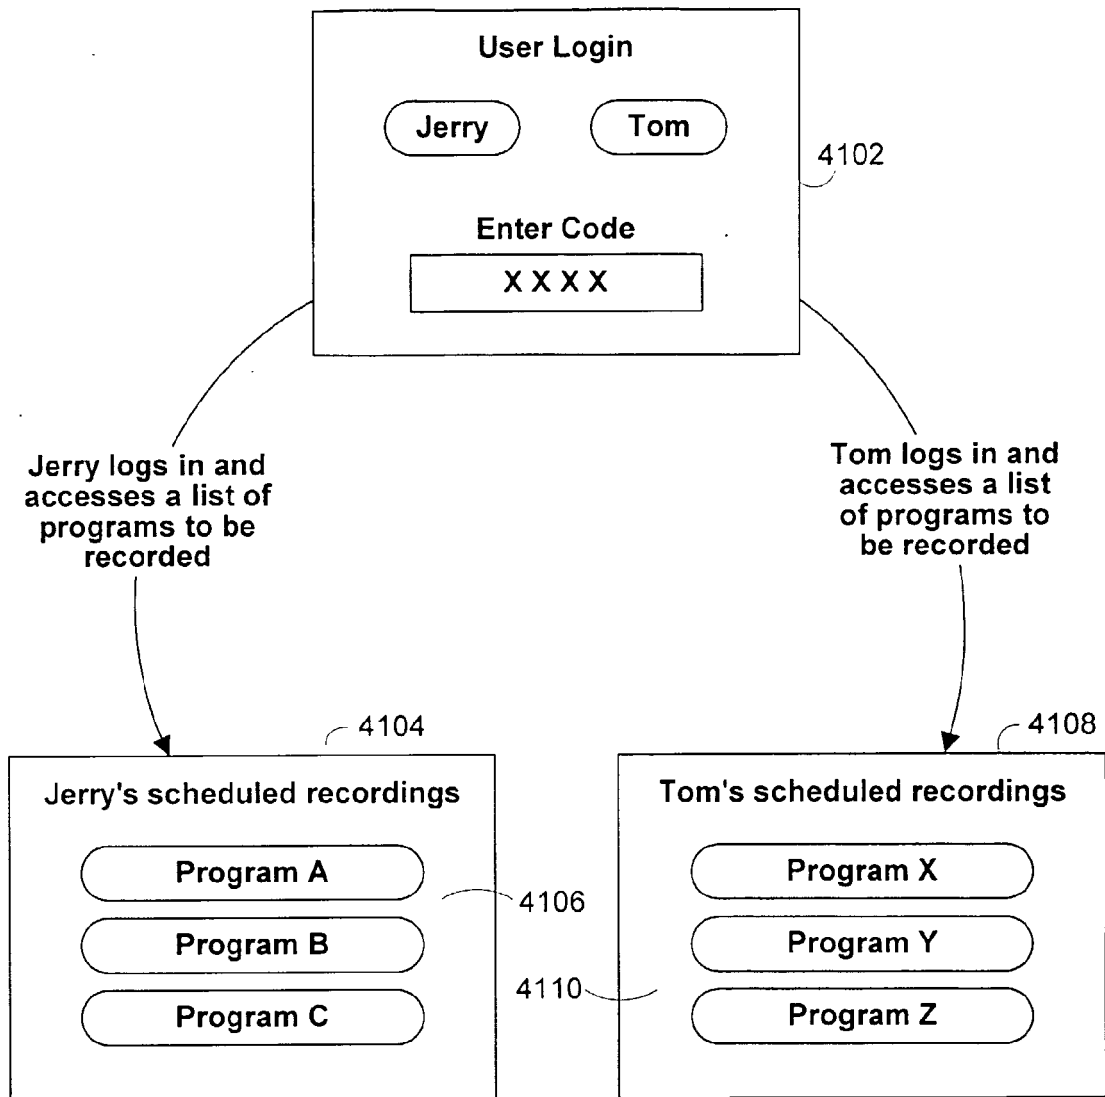 User Login
Jerry
Tom
4102
Enter Code
X X X X
Jerry logs in and
accesses a list of
programs to be
recorded
Tom logs in and
accesses a list
of programs to
be recorded
4104
4108
Jerry's scheduled recordings
Program A
Program B
Program C
4106
Tom's scheduled recordings
Program X
Program Y
Program Z
4110